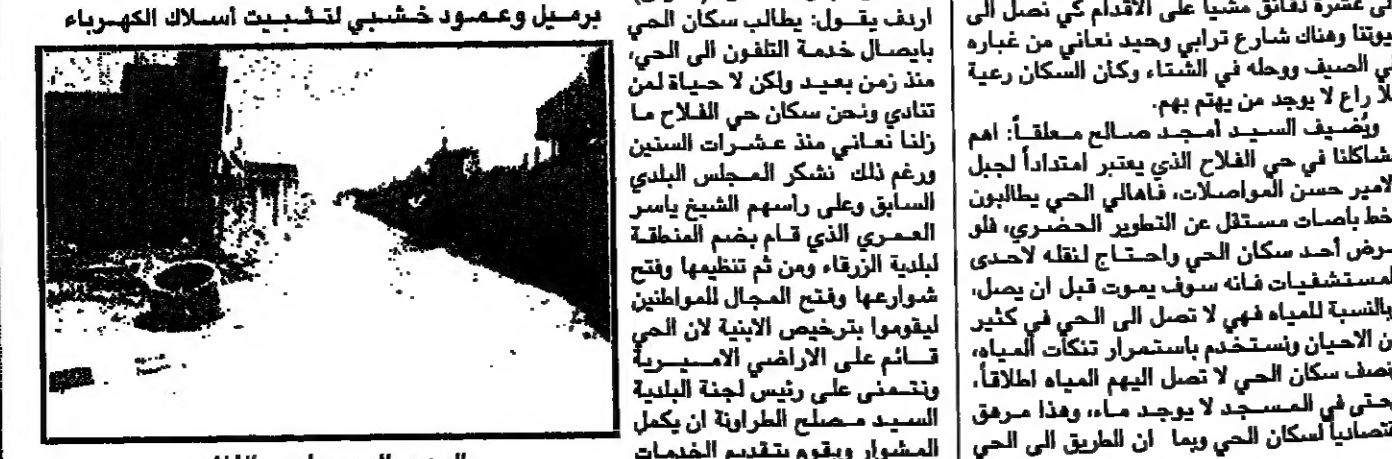 عشرة دقائق مشيا على الاقدام كي نصل الى
بيوتنا وهناك شارع ترابي وحيد نعاني من غباره
في الصيف ووحله في الشتاء وكأن السكان رعية
بلا راع لا يوجد من يهتم بهم.
ويُضيف السيد امجد صالح معلقاً: اهم
مشاكلنا في حي الفلاح الذي يعتبر امتداداً لجبل
الامير حسن المواصلات، فاهالي الحي يطالبون
بخط باصات مستقل عن التطوير الحضري، فلو
مرض أحد سكان الحي واحتاج لنقله لاحدى
المستشفيات فانه سوف يموت قبل ان يصل،
وبالنسبة للمياه فهي لا تصل الى الحي في كثير
من الاحيان ونستخدم باستمرار تنكات المياه،
فنصف سكان الحي لا تصل اليهم المياه اطلاقاً،
وحتى في المسجد لا يوجد ماء، وهذا مرهق
اقتصادياً لسكان الحي وبما ان الطريق الى الحي
اردف يقول: يطالب سكان الحي
بايصال خدمة التلفون الى الحي،
منذ زمن بعيد ولكن لا حياة لمن
تنادي ونحن سكان حي الفلاح ما
زلنا نعاني منذ عشرات السنين
ورغم ذلك نشكر المجلس البلدي
السابق وعلى راسهم الشيخ ياسر
العمري الذي قام بضم المنطقة
لبلدية الزرقاء ومن ثم تنظيمها وفتح
شوارعها وفتح المجال للمواطنين
ليقوموا بترخيص الابنية لان الحي
قائم على الاراضي الاميرية
ونتمنى على رئيس لجنة البلدية
السيد مصلح الطراونة ان يكمل
المشوار ويقوم بتقديم الخدمات
برميل وعمود خشبي لتثبيت أسلاك الكهرباء